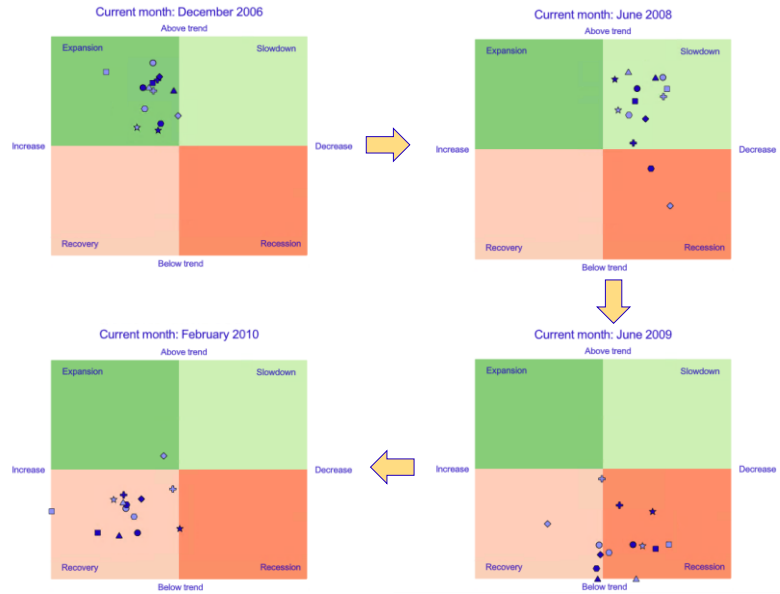 Current month: December 2006
Above trend
Expansion
Slowdown
Increase
Decrease
Recovery
Recession
Below trend
Current month: June 2008
Above trend
Expansion
Slowdown
Increase
Decrease
Recovery
Recession
Below trend
Current month: February 2010
Above trend
Expansion
Slowdown
Increase
Decrease
Recovery
Recession
Below trend
Current month: June 2009
Above trend
Expansion
Slowdown
Increase
Decrease
Recovery
Recession
Below trend